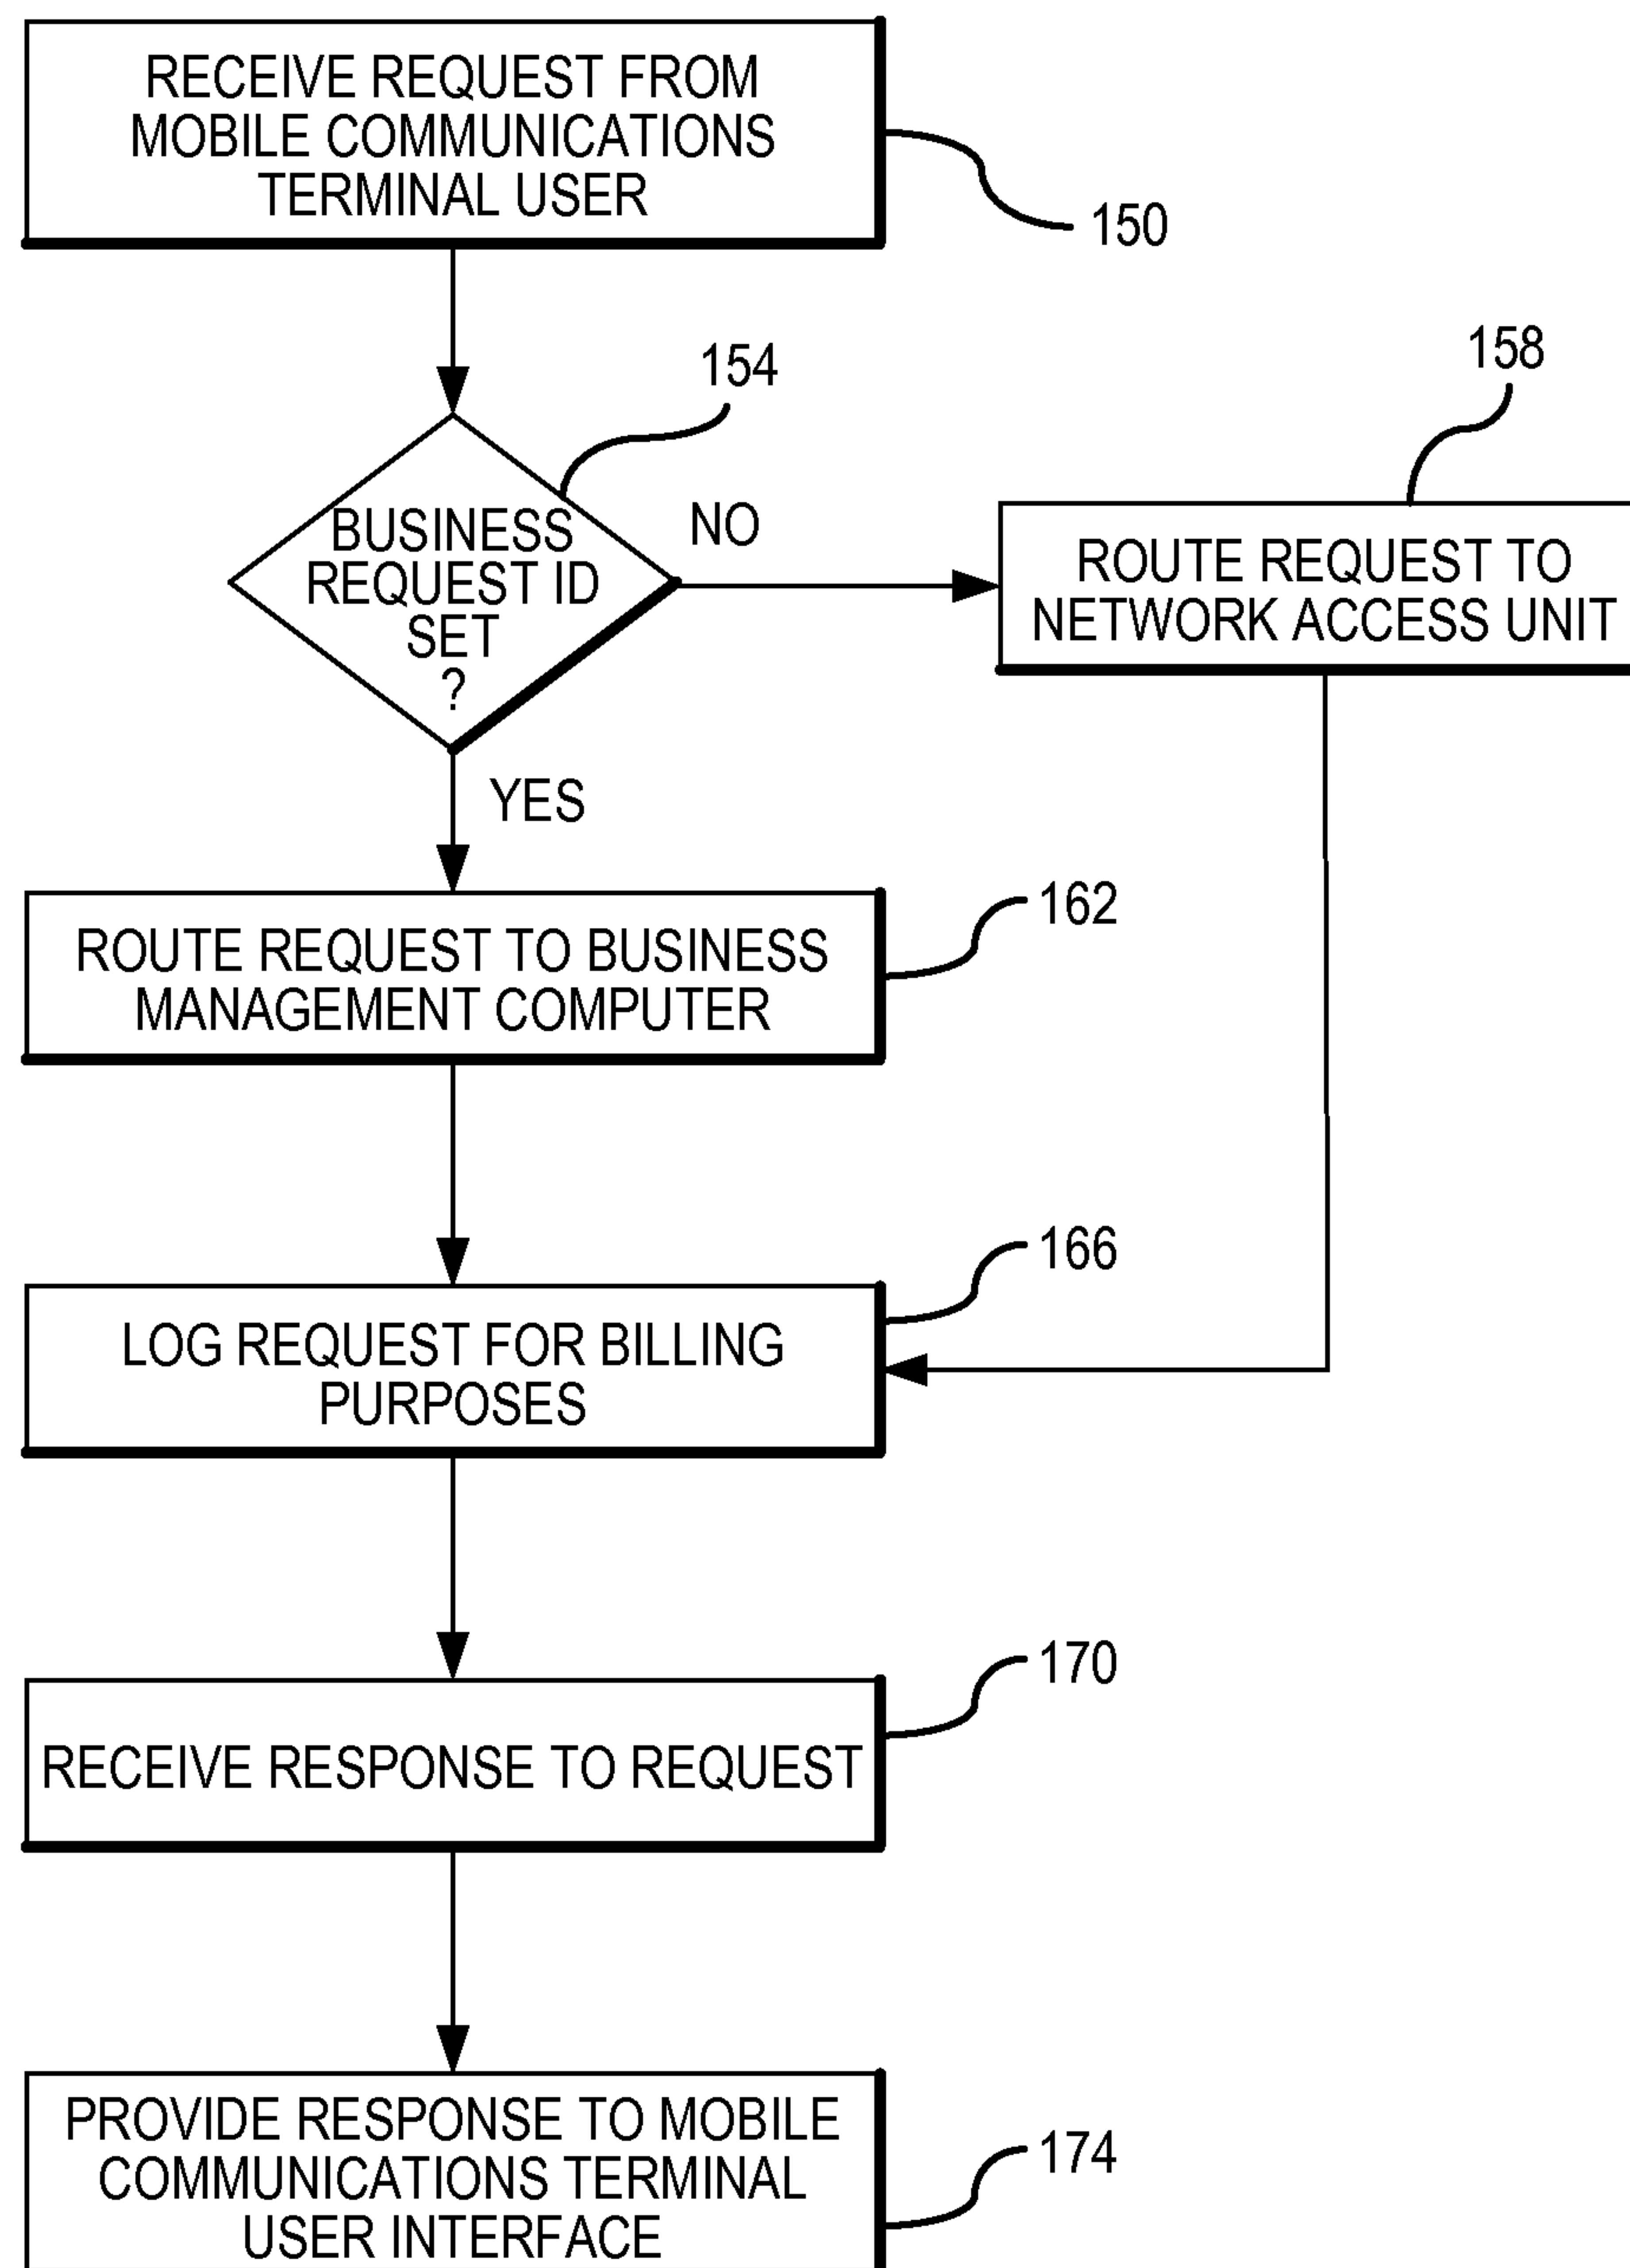 RECEIVE REQUEST FROM
MOBILE COMMUNICATIONS
TERMINAL USER
150
154
158
BUSINESS
REQUEST ID
SET
?
NO
ROUTE REQUEST TO
NETWORK ACCESS UNIT
YES
162
ROUTE REQUEST TO BUSINESS
MANAGEMENT COMPUTER
166
LOG REQUEST FOR BILLING
PURPOSES
170
RECEIVE RESPONSE TO REQUEST
PROVIDE RESPONSE TO MOBILE
COMMUNICATIONS TERMINAL
USER INTERFACE
174